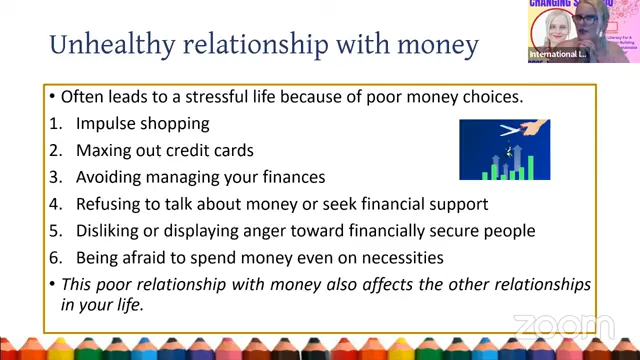 CHANGING S
Unhealthy relationship with money
Literacy For A
International L...
• Often leads to a stressful life because of poor money choices.
1. Impulse shopping
2. Maxing out credit cards
3. Avoiding managing your finances
4. Refusing to talk about money or seek financial support
5. Disliking or displaying anger toward financially secure people
6. Being afraid to spend money even on necessities
• This poor relationship with money also affects the other relationships
in your life.
zoom